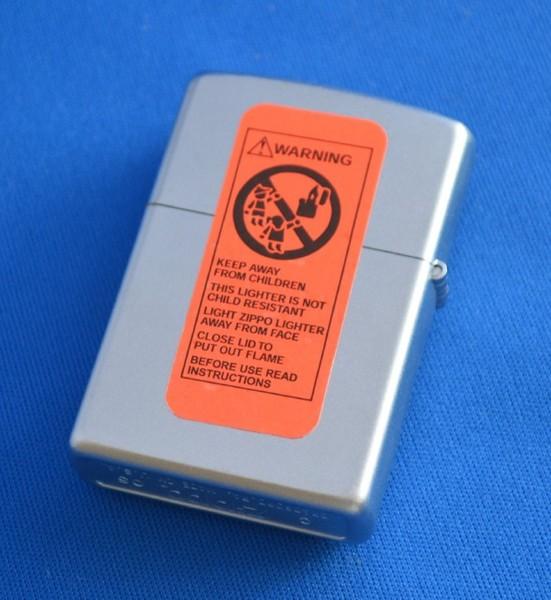 WARNING
KEEP AWAY
FROM CHILDREN
THIS LIGHTER IS NOT
CHILD RESISTANT
LIGHT ZIPPO LIGHTER
AWAY FROM FACE
CLOSE LID TO
PUT OUT FLAME
BEFORE USE READ
INSTRUCTIONS